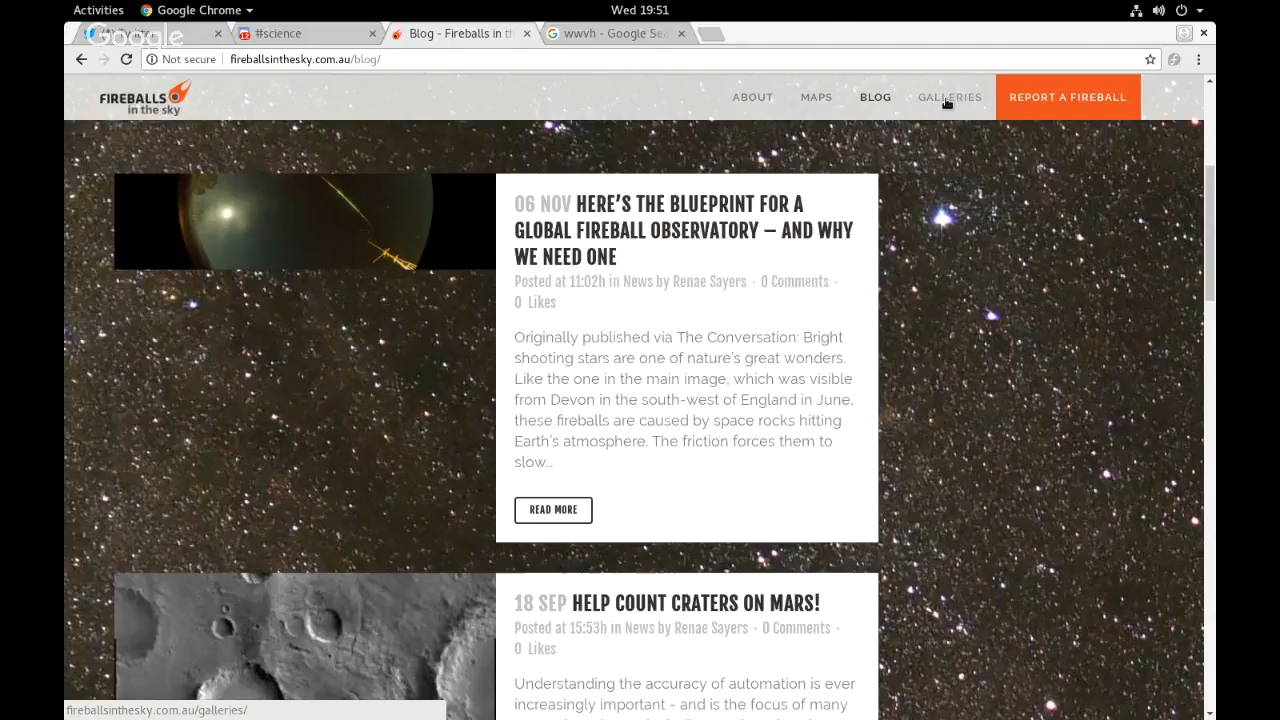 Activities Google Chrome Wed 19:51
Google
#science Blog - Fireballs in th wwvh - Google Sea
Not secure fireballsinthesky.com.au/blog/
FIREBALLS
in the sky
ABOUT MAPS BLOG GALLERIES REPORT A FIREBALL
06 NOV HERE'S THE BLUEPRINT FOR A
GLOBAL FIREBALL OBSERVATORY – AND WHY
WE NEED ONE
Posted at 11:02h in News by Renae Sayers · 0 Comments ·
0 Likes
Originally published via The Conversation: Bright
shooting stars are one of nature's great wonders.
Like the one in the main image, which was visible
from Devon in the south-west of England in June,
these fireballs are caused by space rocks hitting
Earth's atmosphere. The friction forces them to
slow...
READ MORE
18 SEP HELP COUNT CRATERS ON MARS!
Posted at 15:53h in News by Renae Sayers · 0 Comments ·
0 Likes
Understanding the accuracy of automation is ever
increasingly important - and is the focus of many
fireballsinthesky.com.au/galleries/